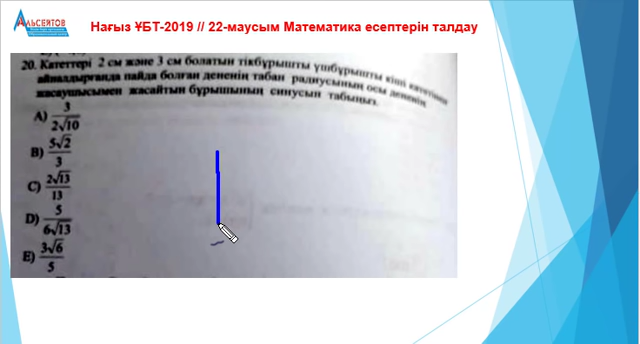 АЛЬСЕЙТОВ
Нағыз ҰБТ-2019 // 22-маусым Математика есептерін талдау
20. Катеттері 2 см және 3 см болатын тікбұрышты үшбұрышты кіші катетінен
айналдырғанда пайда болған дененің табан радиусының осы дененің
жасаушысымен жасайтын бұрышының синусын табыңыз.
A) 3/(2√10)
B) 5√2/3
C) 2√13/13
D) 5/(6√13)
E) 3√6/5